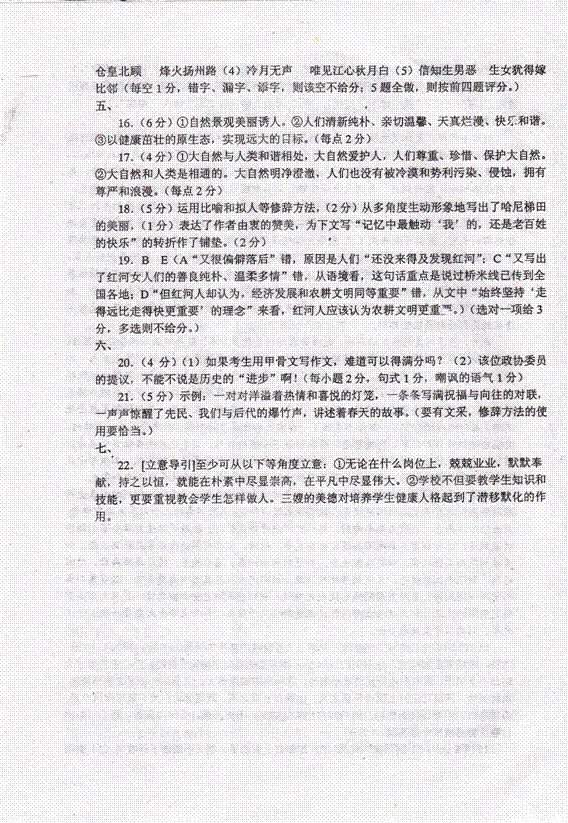 仓皇北顾　烽火扬州路（4）冷月无声　唯见江心秋月白（5）信知生男恶　生女犹得嫁
比邻（每空1分，错字、漏字、添字，则该空不给分；5题全做，则按前四题评分。）
五、
16.（6分）①自然景观美丽诱人。②人们清新纯朴、亲切温馨、天真烂漫、快乐和谐。
③以健康茁壮的原生态，实现远大的目标。（每点2分）
17.（4分）①大自然与人类和谐相处，大自然爱护人，人们尊重、珍惜、保护大自然。
②大自然和人类是相通的。大自然明净澄澈，人们也没有被冷漠和势利污染、侵蚀，拥有
尊严和浪漫。（每点2分）
18.（5分）运用比喻和拟人等修辞方法，（2分）从多角度生动形象地写出了哈尼梯田
的美丽，（1分）表达了作者由衷的赞美，为下文写“记忆中最触动‘我’的，还是老百姓
的快乐”的转折作了铺垫。（2分）
19. B　E（A“又很偏僻落后”错，原因是人们“还没来得及发现红河”；C“又写出
了红河女人们的善良纯朴、温柔多情”错，从语境看，这句话重点是说过桥米线已传到全
国各地；D“但红河人却认为，经济发展和农耕文明同等重要”错，从文中“始终坚持‘走
得远比走得快更重要’的理念”来看，红河人应该认为农耕文明更重要。）（选对一项给3
分，多选则不给分。）
六、
20.（4分）（1）如果考生用甲骨文写作文，难道可以得满分吗？（2）该位政协委员
的提议，不能不说是历史的“进步”啊！（每小题2分，句式1分，嘲讽的语气1分）
21.（5分）示例：一对对洋溢着热情和喜悦的灯笼，一条条写满祝福与向往的对联，
一声声惊醒了先民、我们与后代的爆竹声，讲述着春天的故事。（要有文采，修辞方法的使
用要恰当。）
七、
22. [立意导引]至少可从以下等角度立意：①无论在什么岗位上，兢兢业业，默默奉
献，持之以恒，就能在朴素中尽显崇高，在平凡中尽显伟大。②学校不但要教学生知识和
技能，更要重视教会学生怎样做人。三嫂的美德对培养学生健康人格起到了潜移默化的作
用。